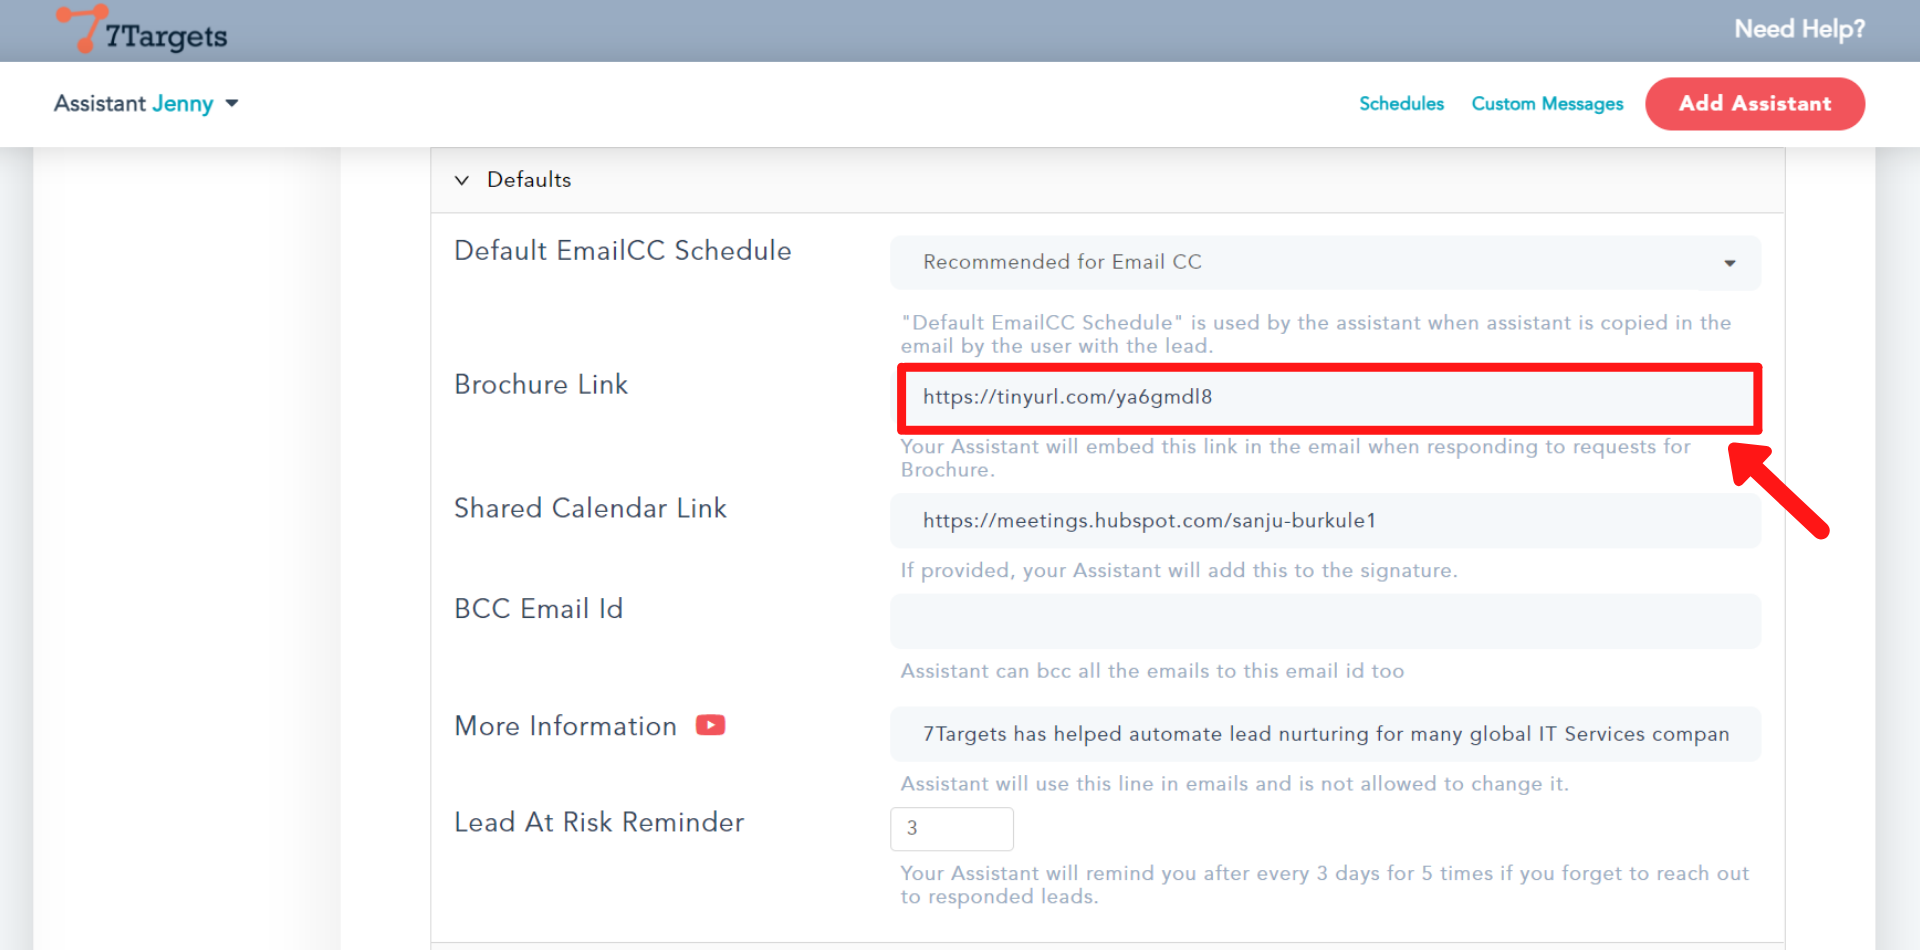 7Targets
Need Help?
Assistant Jenny
Schedules
Custom Messages
Add Assistant
Defaults
Default EmailCC Schedule
Recommended for Email CC
"Default EmailCC Schedule" is used by the assistant when assistant is copied in the
email by the user with the lead.
Brochure Link
https://tinyurl.com/ya6gmdl8
Your Assistant will embed this link in the email when responding to requests for
Brochure.
Shared Calendar Link
https://meetings.hubspot.com/sanju-burkule1
If provided, your Assistant will add this to the signature.
BCC Email Id
Assistant can bcc all the emails to this email id too
More Information
7Targets has helped automate lead nurturing for many global IT Services compan
Assistant will use this line in emails and is not allowed to change it.
Lead At Risk Reminder
3
Your Assistant will remind you after every 3 days for 5 times if you forget to reach out
to responded leads.